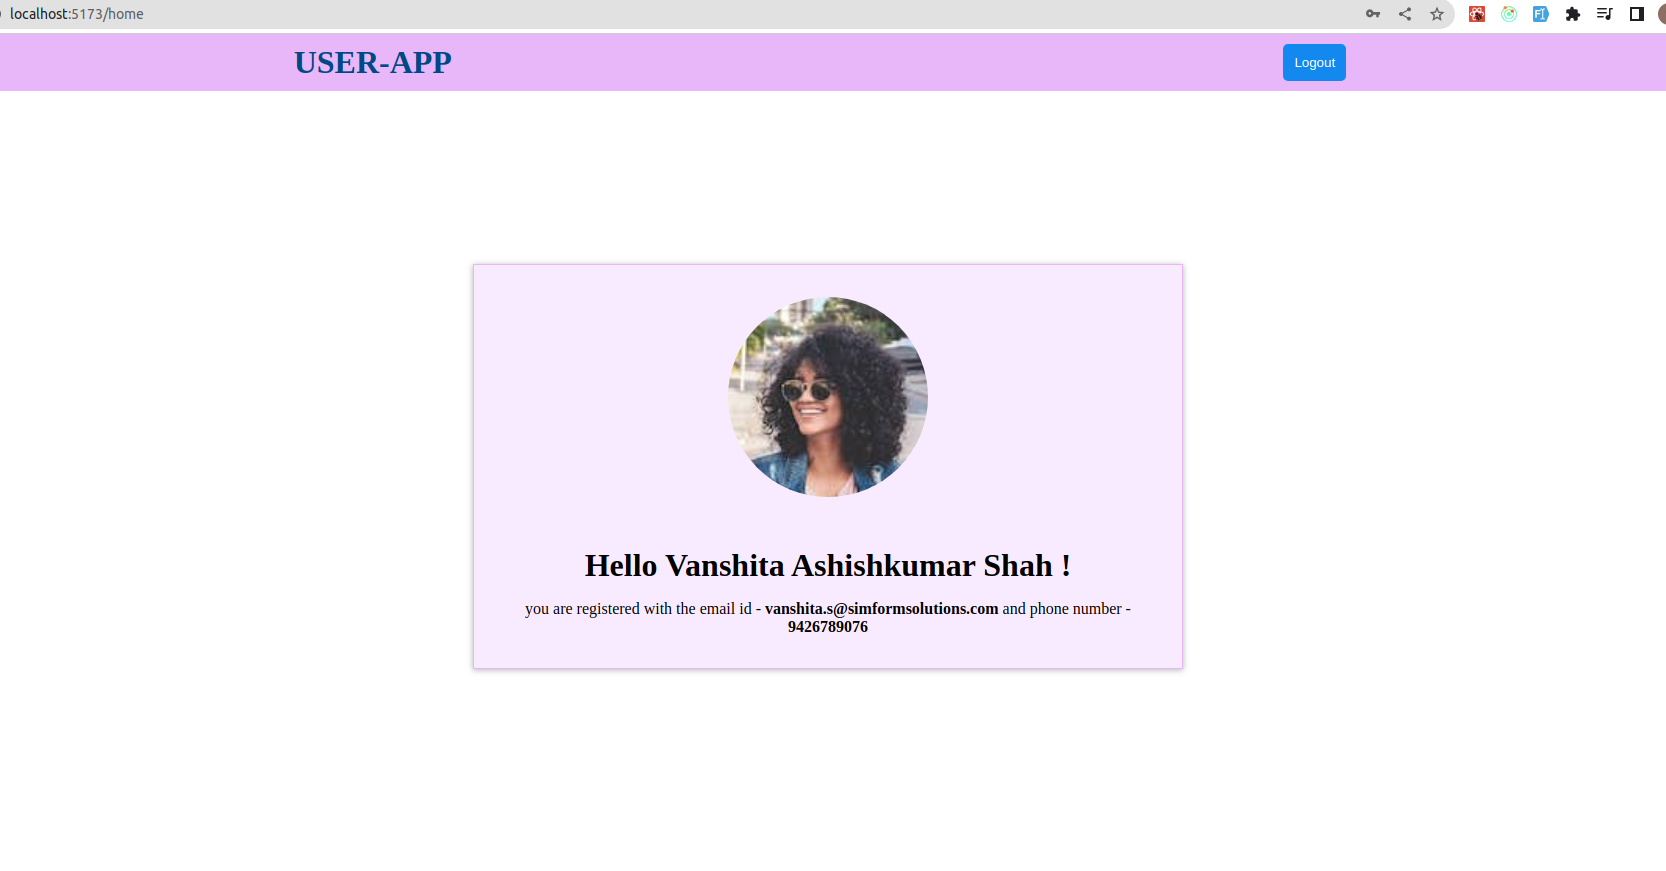 localhost:5173/home
USER-APP
Logout
Hello Vanshita Ashishkumar Shah !
you are registered with the email id - vanshita.s@simformsolutions.com and phone number -
9426789076